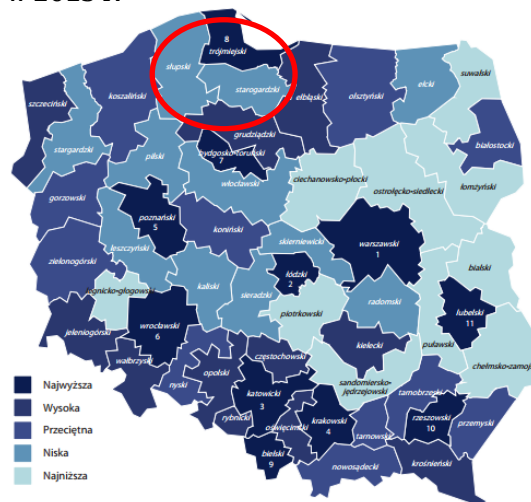 8
trójmiejski
słupski
suwalski
ełcki
koszaliński
starogardzki
elbląski
olsztyński
szczeciński
grudziądzki
białostocki
stargardzki
pilski
bydgosko-toruński
7
ciechanowsko-płocki
włocławski
ostrołęcko-siedlecki
łomżyński
gorzowski
poznański
5
koniński
warszawski
1
skierniewicki
leszczyński
zielonogórski
bialski
łódzki
2
kaliski
sieradzki
radomski
legnicko-głogowski
piotrkowski
lubelski
11
wrocławski
6
jeleniogórski
puławski
kielecki
wałbrzyski
częstochowski
chełmsko-zamojski
opolski
nyski
sandomiersko-
jędrzejowski
tarnobrzeski
katowicki
3
rybnicki
oświęcimski
krakowski
4
tarnowski
rzeszowski
10
przemyski
bielski
9
nowosądecki
krośnieński
Najwyższa
Wysoka
Przeciętna
Niska
Najniższa